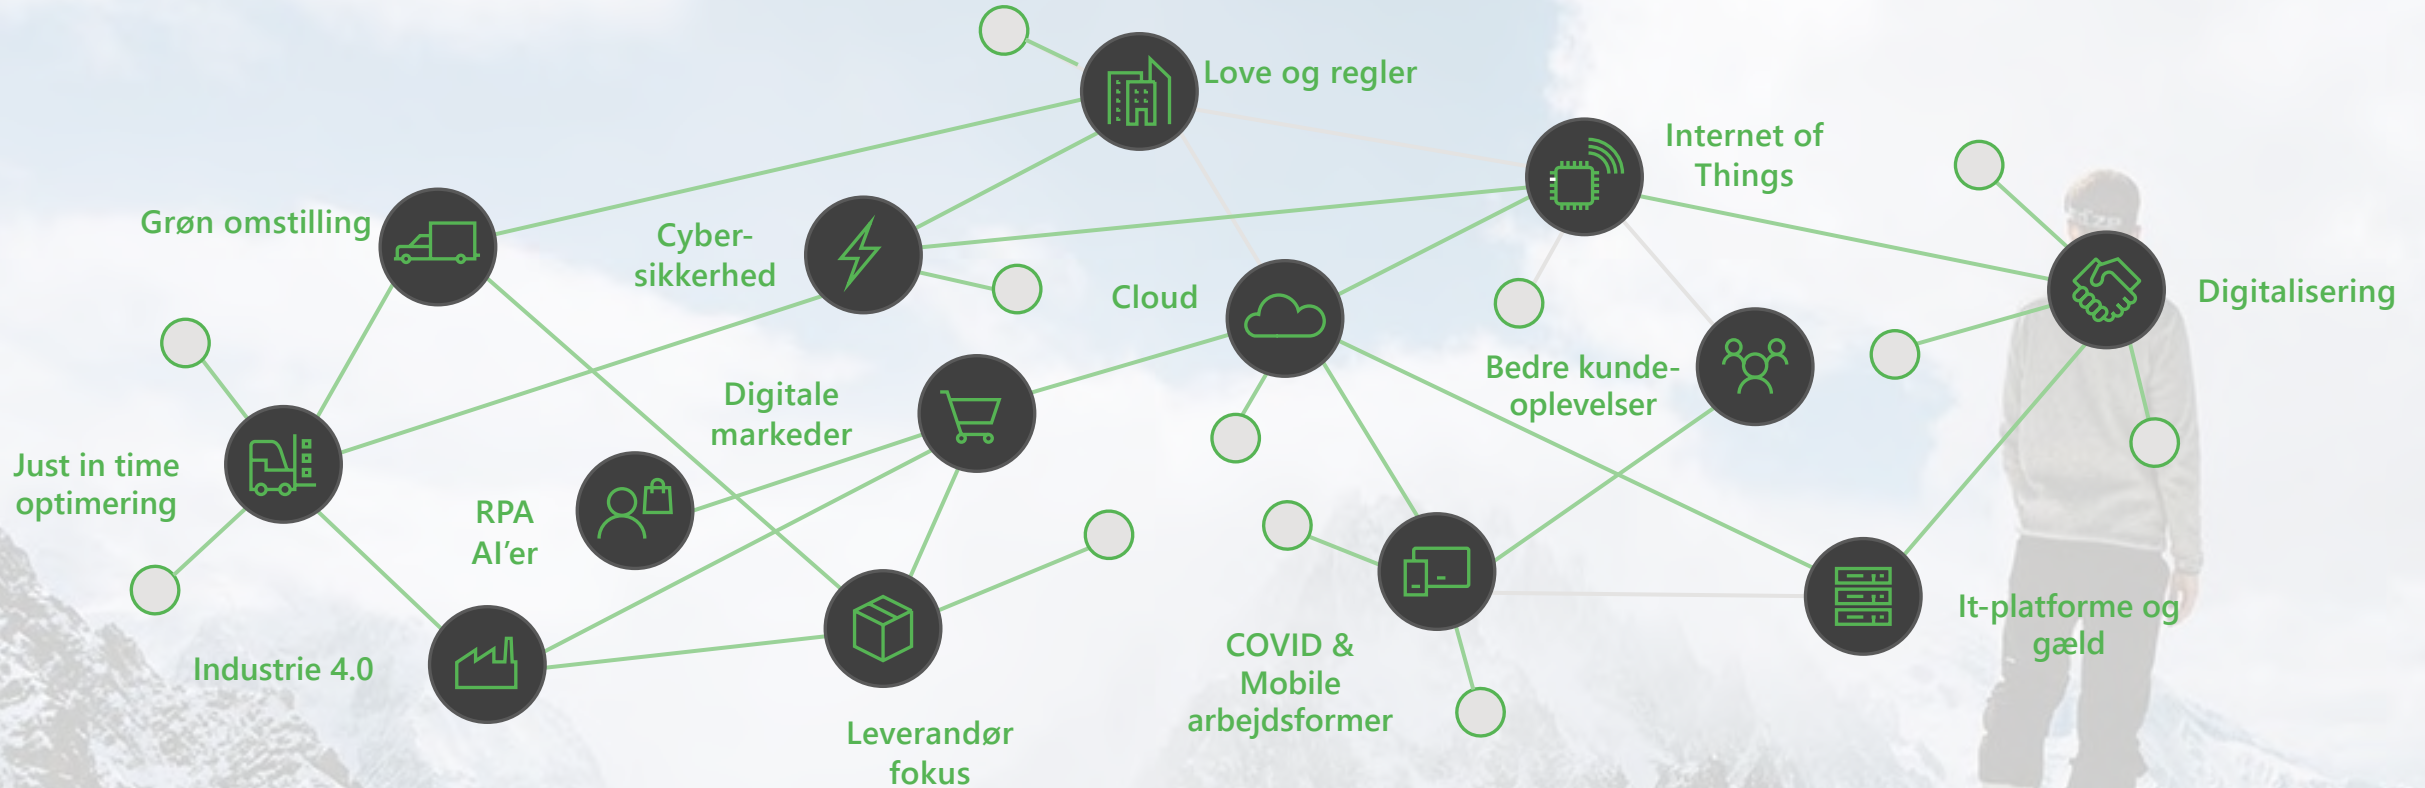 Love og regler
Internet of
Things
Grøn omstilling
Cyber-
sikkerhed
Cloud
Digitalisering
Bedre kunde-
oplevelser
Digitale
markeder
Just in time
optimering
RPA
AI’er
It-platforme og
gæld
Industrie 4.0
COVID &
Mobile
arbejdsformer
Leverandør
fokus